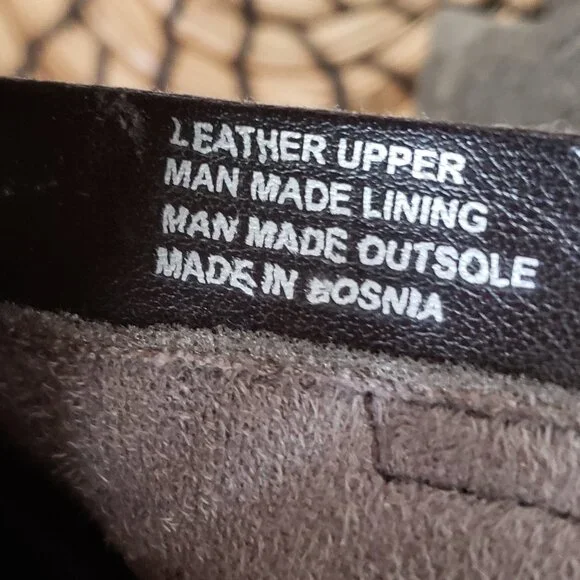 LEATHER UPPER
MAN MADE LINING
MAN MADE OUTSOLE
MADE IN BOSNIA